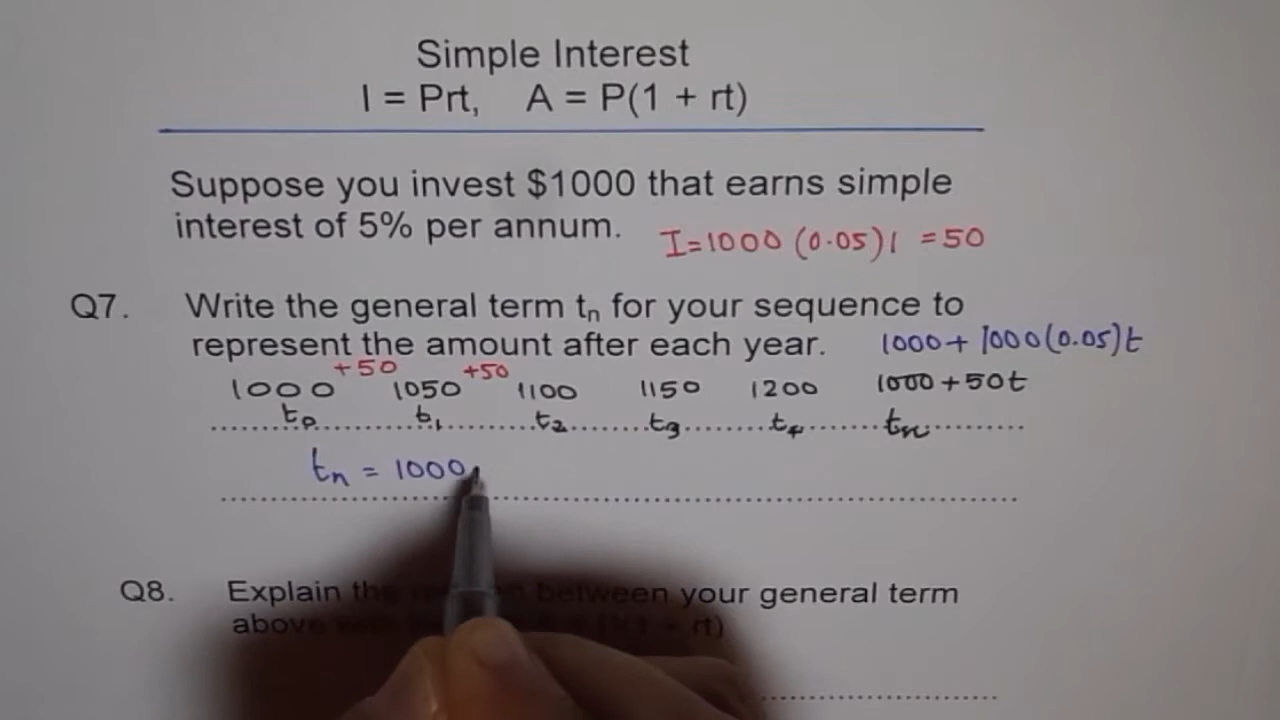 Simple Interest
I = Prt, A = P(1 + rt)
Suppose you invest $1000 that earns simple
interest of 5% per annum. I=1000 (0.05)1 =50
Q7. Write the general term tn for your sequence to
represent the amount after each year. 1000+ 1000(0.05)t
+50 +50
1000 1050 1100 1150 1200 1000+50t
t0 t1 t2 t3 t4 tn
tn = 1000
Q8. Explain the between your general term
above rt)